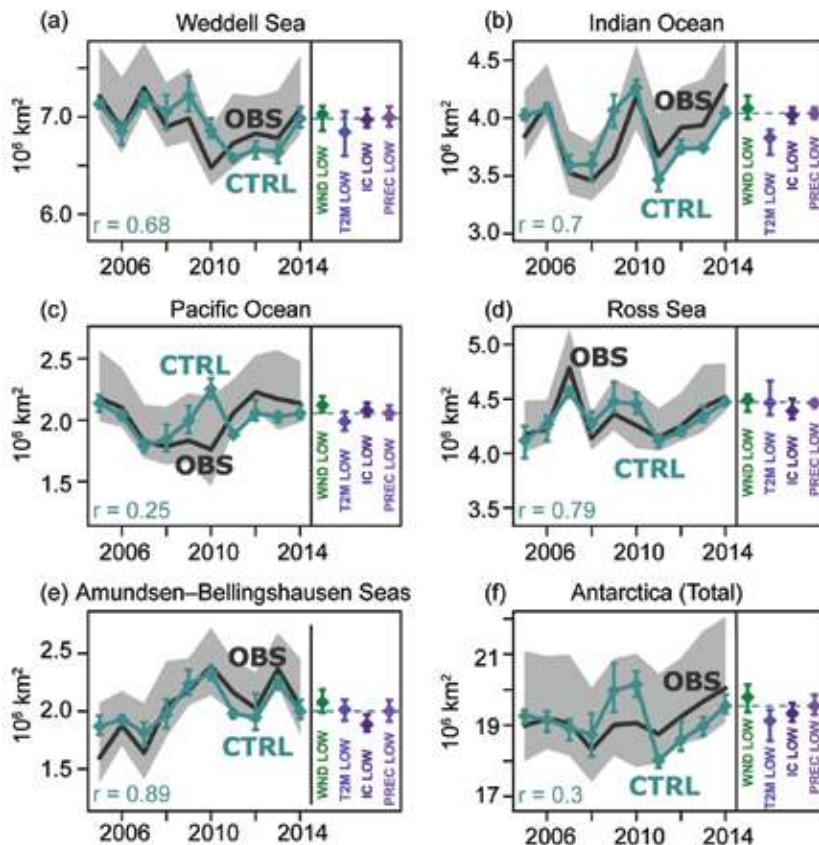 (a) Weddell Sea
10⁶ km²
7.0
6.0
OBS
CTRL
r = 0.68
2006 2010 2014
WND LOW
T2M LOW
IC LOW
PREC LOW
(b) Indian Ocean
10⁶ km²
4.5
4.0
3.5
3.0
OBS
CTRL
r = 0.7
2006 2010 2014
WND LOW
T2M LOW
IC LOW
PREC LOW
(c) Pacific Ocean
10⁶ km²
2.5
2.0
1.5
CTRL
OBS
r = 0.25
2006 2010 2014
WND LOW
T2M LOW
IC LOW
PREC LOW
(d) Ross Sea
10⁶ km²
5.0
4.5
4.0
3.5
OBS
CTRL
r = 0.79
2006 2010 2014
WND LOW
T2M LOW
IC LOW
PREC LOW
(e) Amundsen–Bellingshausen Seas
10⁶ km²
2.5
2.0
1.5
OBS
CTRL
r = 0.89
2006 2010 2014
WND LOW
T2M LOW
IC LOW
PREC LOW
(f) Antarctica (Total)
10⁶ km²
21
19
17
OBS
CTRL
r = 0.3
2006 2010 2014
WND LOW
T2M LOW
IC LOW
PREC LOW